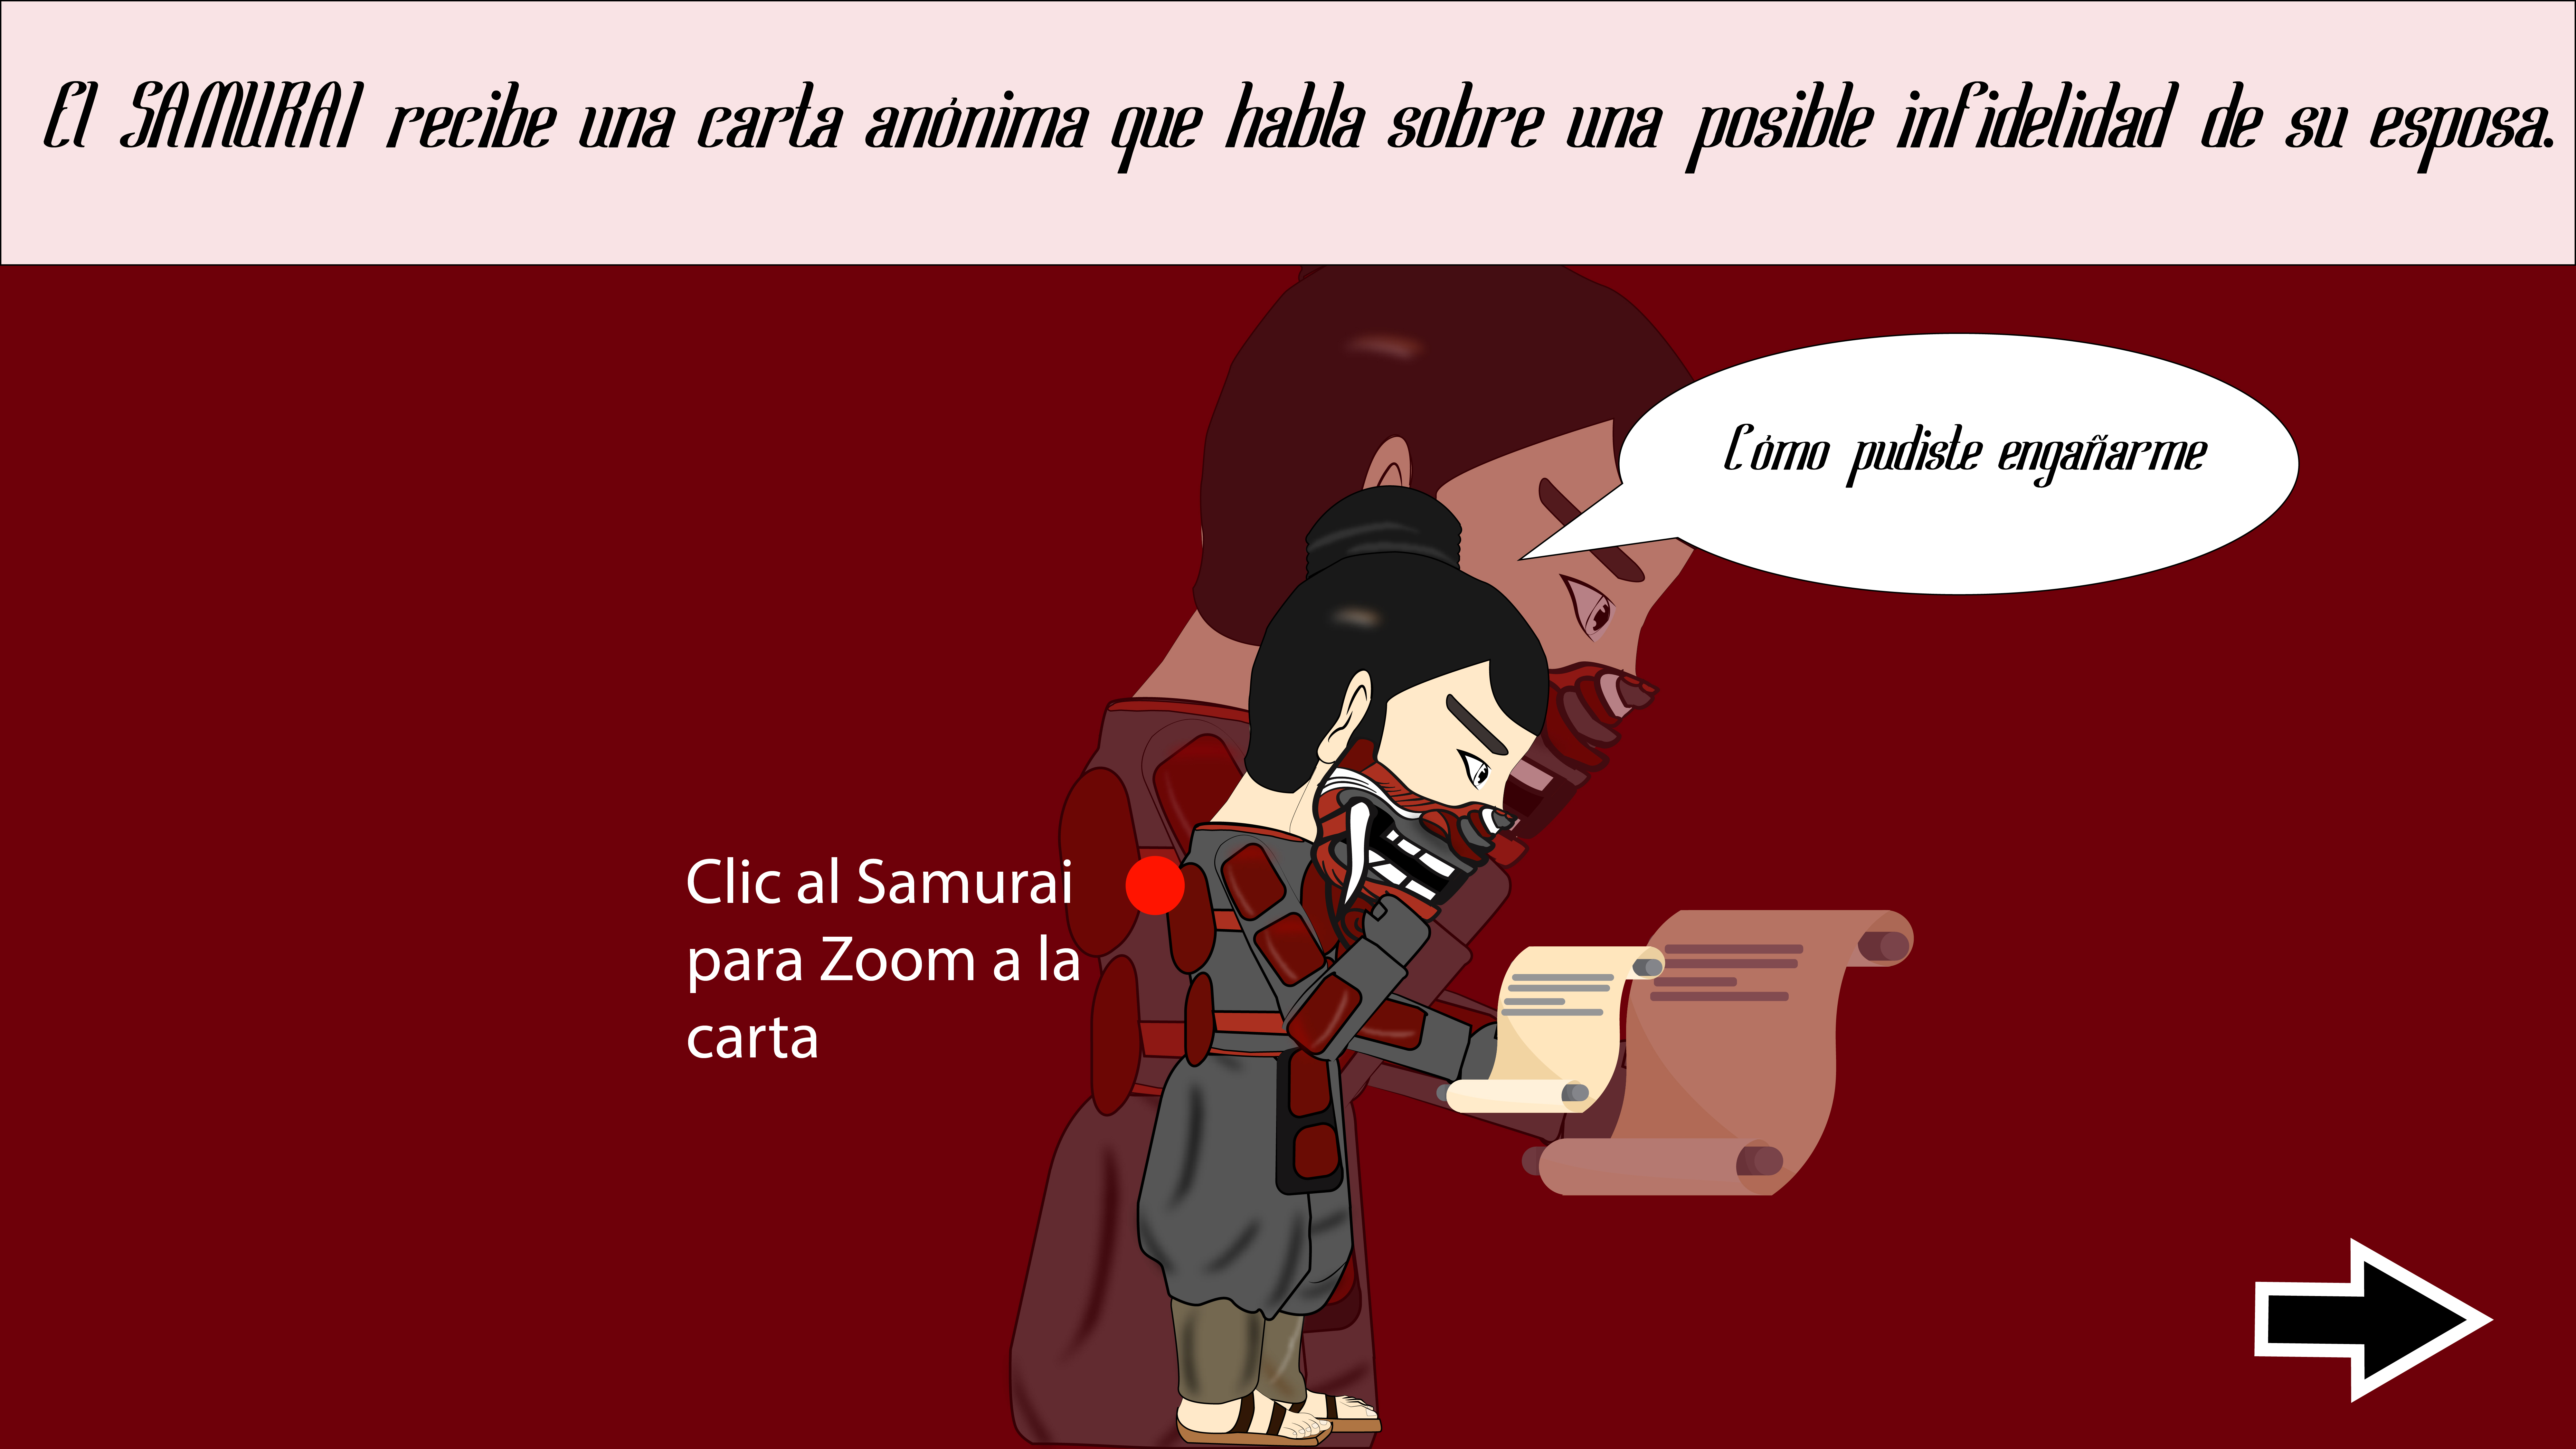 El SAMURAI recibe una carta anónima que habla sobre una posible infidelidad de su esposa.
Cómo pudiste engañarme
Clic al Samurai
para Zoom a la
carta